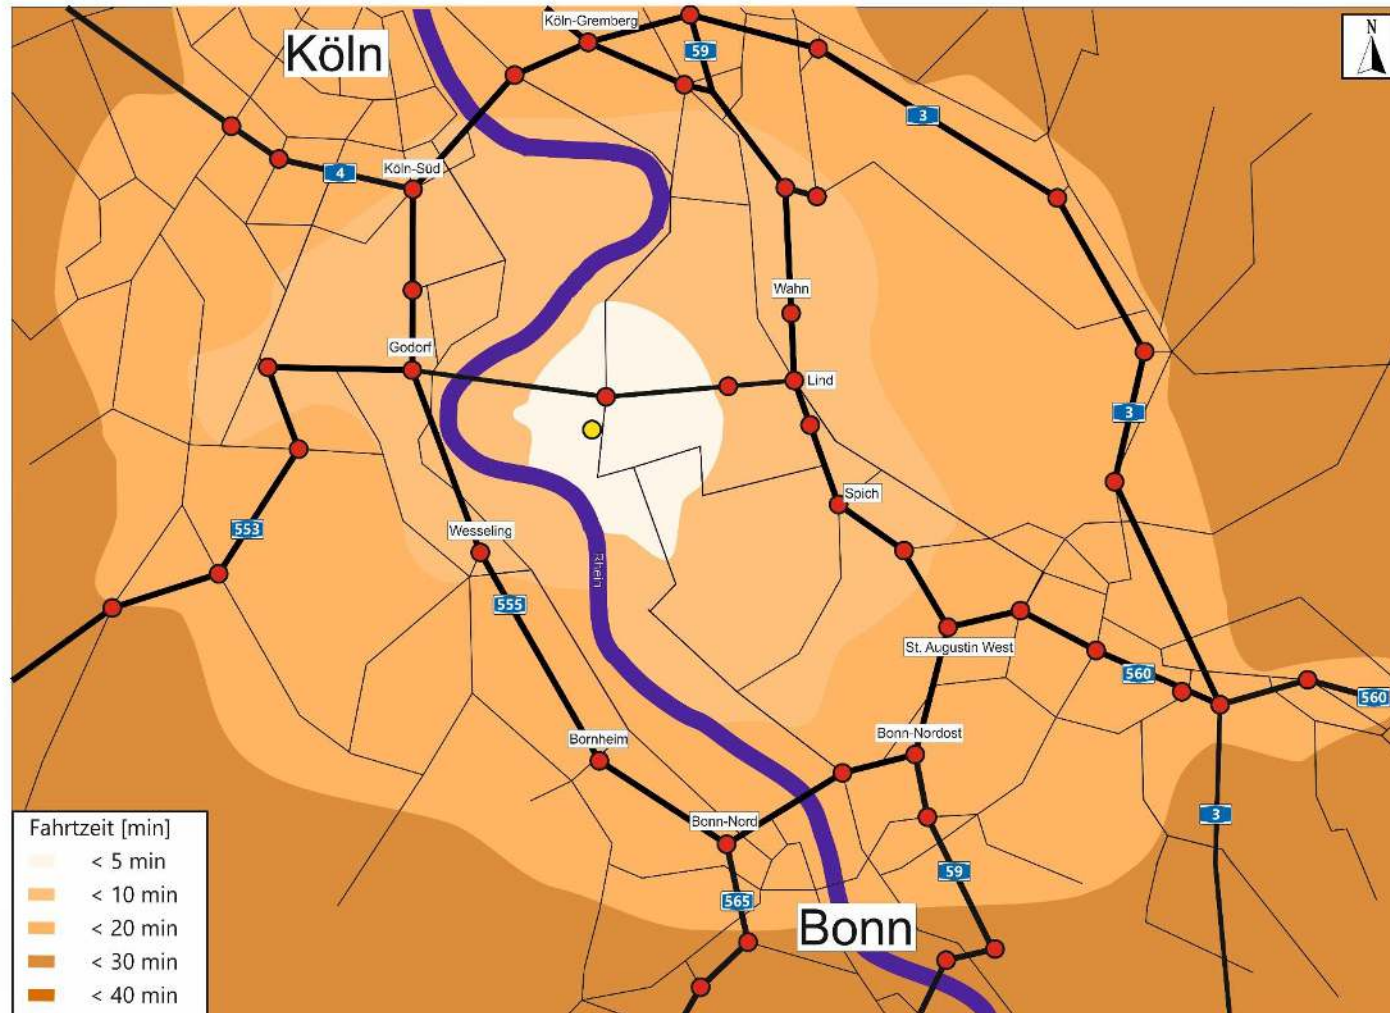 Köln-Gremberg
N
Köln
59
3
Köln-Süd
4
Wahn
Godorf
Lind
3
Spich
553
Wesseling
Rhein
555
St. Augustin West
560
560
Bonn-Nordost
Bornheim
3
Bonn-Nord
Fahrtzeit [min]
< 5 min
< 10 min
< 20 min
< 30 min
< 40 min
59
565
Bonn